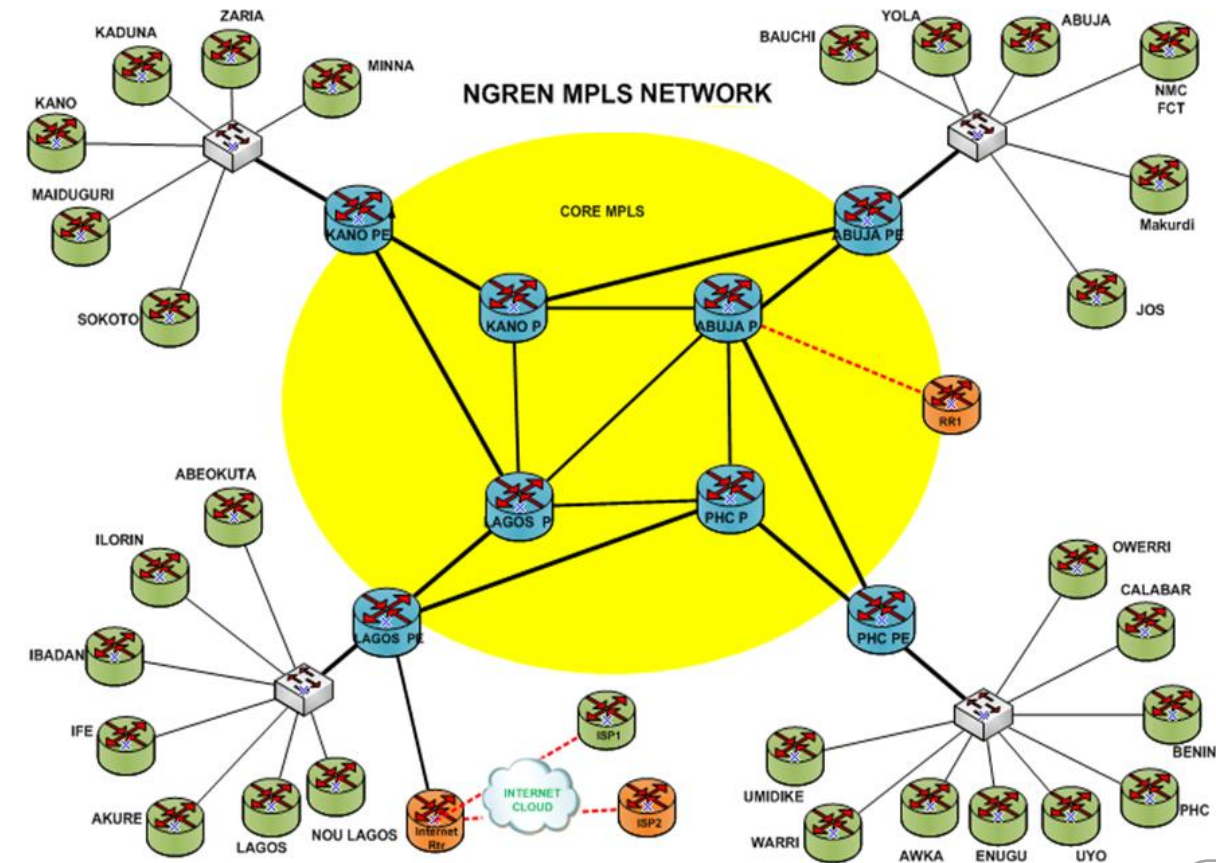 ZARIA
KADUNA
MINNA
KANO
MAIDUGURI
SOKOTO
NGREN MPLS NETWORK
YOLA
ABUJA
BAUCHI
NMC
FCT
Makurdi
JOS
CORE MPLS
KANO PE
ABUJA PE
KANO P
ABUJA P
RR1
LAGOS P
PHC P
LAGOS PE
PHC PE
ABEOKUTA
ILORIN
IBADAN
IFE
AKURE
LAGOS
NOU LAGOS
Internet
Rtr
INTERNET
CLOUD
ISP1
ISP2
OWERRI
CALABAR
BENIN
PHC
UYO
ENUGU
AWKA
WARRI
UMIDIKE